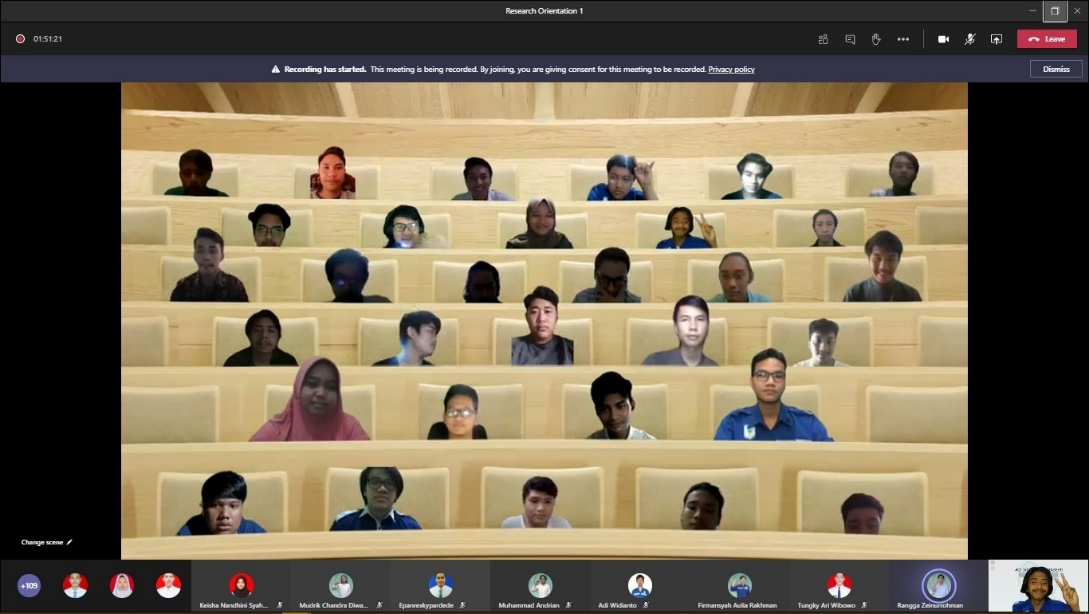 Research Orientation 1
01:51:21
Leave
Recording has started. This meeting is being recorded. By joining, you are giving consent for this meeting to be recorded. Privacy policy
Dismiss
Change scene
+109
Keisha Nandhini Syah...
Mudrik Chandra Diwa...
Epannexkypardede
Muhammad Andrian
Adi Widianto
Firmansyah Aulia Rakhman
Tungky Ari Wibowo
Rangga Zeinurrohman